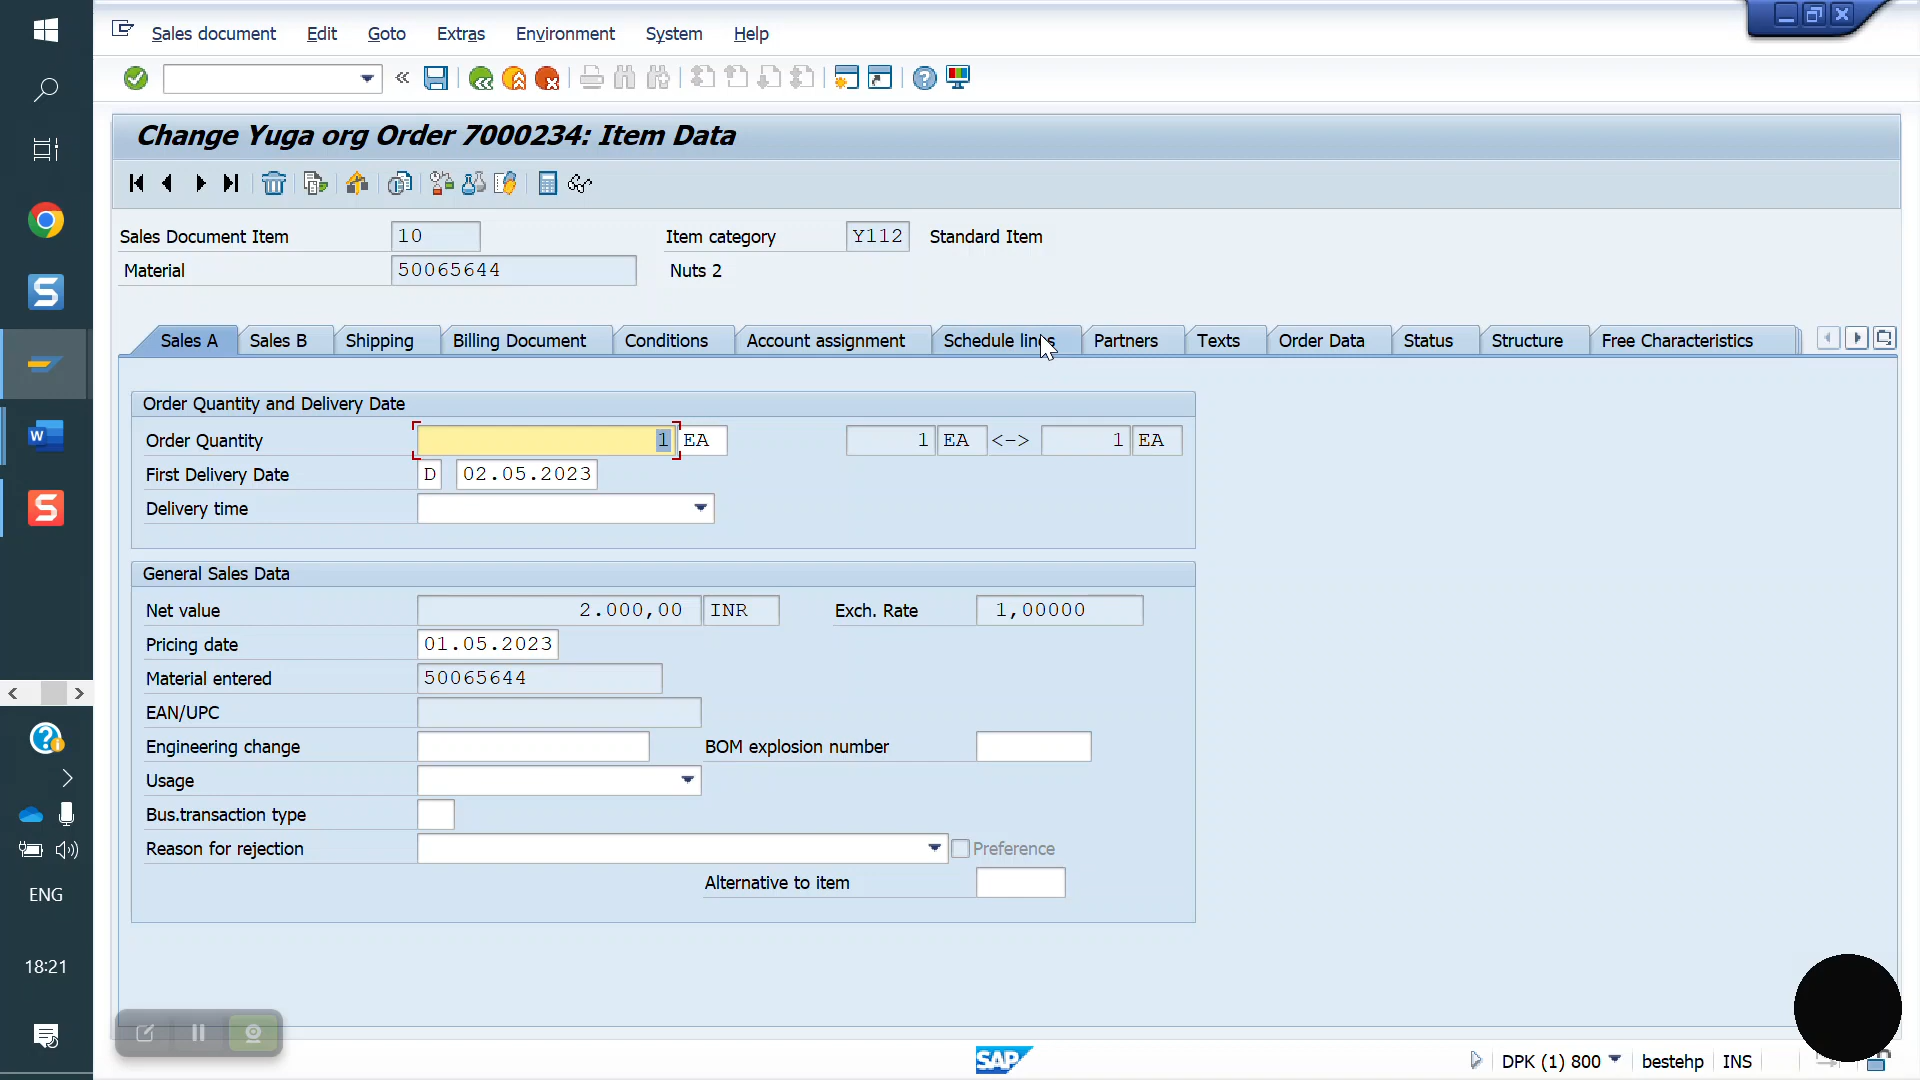 Sales document Edit Goto Extras Environment System Help
Change Yuga org Order 7000234: Item Data
Sales Document Item 10 Item category Y112 Standard Item
Material 50065644 Nuts 2
Sales A Sales B Shipping Billing Document Conditions Account assignment Schedule lines Partners Texts Order Data Status Structure Free Characteristics
Order Quantity and Delivery Date
Order Quantity 1 EA 1 EA <-> 1 EA
First Delivery Date D 02.05.2023
Delivery time
General Sales Data
Net value 2.000,00 INR Exch. Rate 1,00000
Pricing date 01.05.2023
Material entered 50065644
EAN/UPC
Engineering change BOM explosion number
Usage
Bus.transaction type
Reason for rejection Preference
Alternative to item
ENG
18:21
SAP DPK (1) 800 bestehp INS